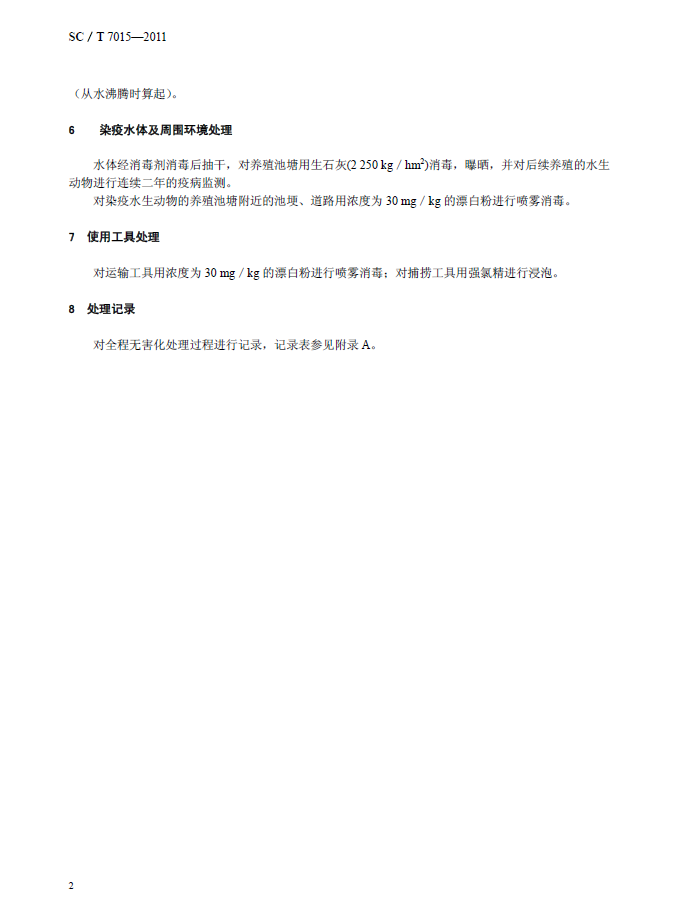 SC / T 7015—2011
（从水沸腾时算起）。
6 染疫水体及周围环境处理
水体经消毒剂消毒后抽干，对养殖池塘用生石灰(2 250 kg / hm²)消毒，曝晒，并对后续养殖的水生
动物进行连续二年的疫病监测。
对染疫水生动物的养殖池塘附近的池埂、道路用浓度为 30 mg / kg 的漂白粉进行喷雾消毒。
7 使用工具处理
对运输工具用浓度为 30 mg / kg 的漂白粉进行喷雾消毒；对捕捞工具用强氯精进行浸泡。
8 处理记录
对全程无害化处理过程进行记录，记录表参见附录 A。
2